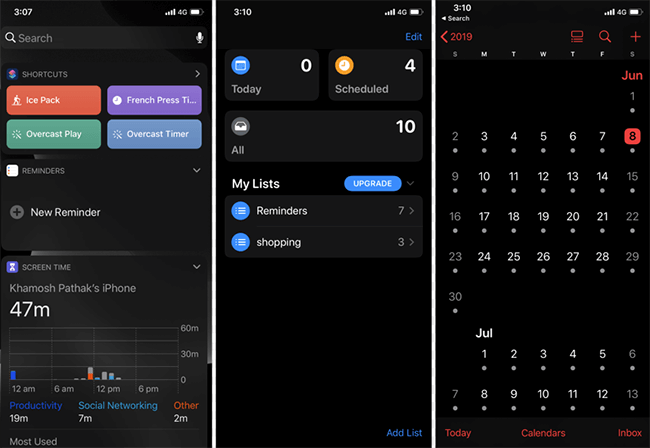 3:07
4G
Search
SHORTCUTS
Ice Pack
French Press Ti...
Overcast Play
Overcast Timer
REMINDERS
New Reminder
SCREEN TIME
Khamosh Pathak's iPhone
47m
60m
30m
0
12 am 6 am 12 pm 6 pm
Productivity Social Networking Other
19m 7m 2m
Most Used
3:10
4G
Edit
0 4
Today Scheduled
10
All
My Lists UPGRADE
Reminders 7
shopping 3
Add List
3:10
4G
Search
2019
S M T W T F S
Jun
1
2 3 4 5 6 7 8
9 10 11 12 13 14 15
16 17 18 19 20 21 22
23 24 25 26 27 28 29
30
Jul
1 2 3 4 5 6
7 8 9 10 11 12 13
Today Calendars Inbox